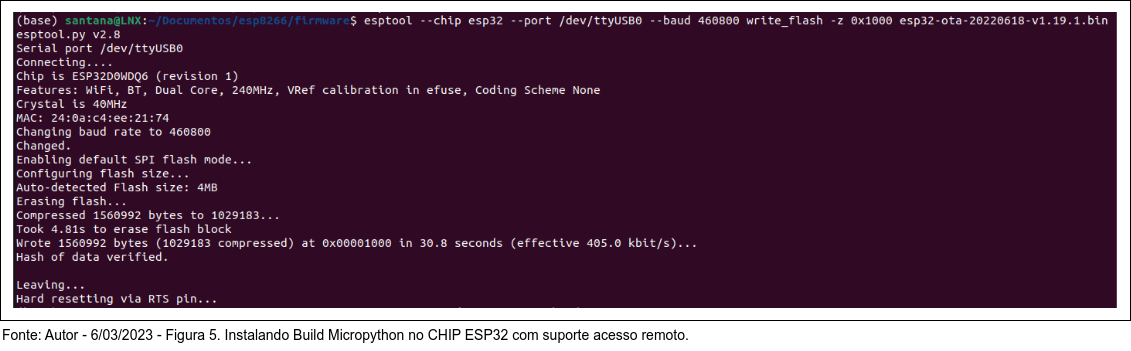 (base) santana@LNX:~/Documentos/esp8266/firmware$ esptool --chip esp32 --port /dev/ttyUSB0 --baud 460800 write_flash -z 0x1000 esp32-ota-20220618-v1.19.1.bin
esptool.py v2.8
Serial port /dev/ttyUSB0
Connecting....
Chip is ESP32D0WDQ6 (revision 1)
Features: WiFi, BT, Dual Core, 240MHz, VRef calibration in efuse, Coding Scheme None
Crystal is 40MHz
MAC: 24:0a:c4:ee:21:74
Changing baud rate to 460800
Changed.
Enabling default SPI flash mode...
Configuring flash size...
Auto-detected Flash size: 4MB
Erasing flash...
Compressed 1560992 bytes to 1029183...
Took 4.81s to erase flash block
Wrote 1560992 bytes (1029183 compressed) at 0x00001000 in 30.8 seconds (effective 405.0 kbit/s)...
Hash of data verified.

Leaving...
Hard resetting via RTS pin...
Fonte: Autor - 6/03/2023 - Figura 5. Instalando Build Micropython no CHIP ESP32 com suporte acesso remoto.